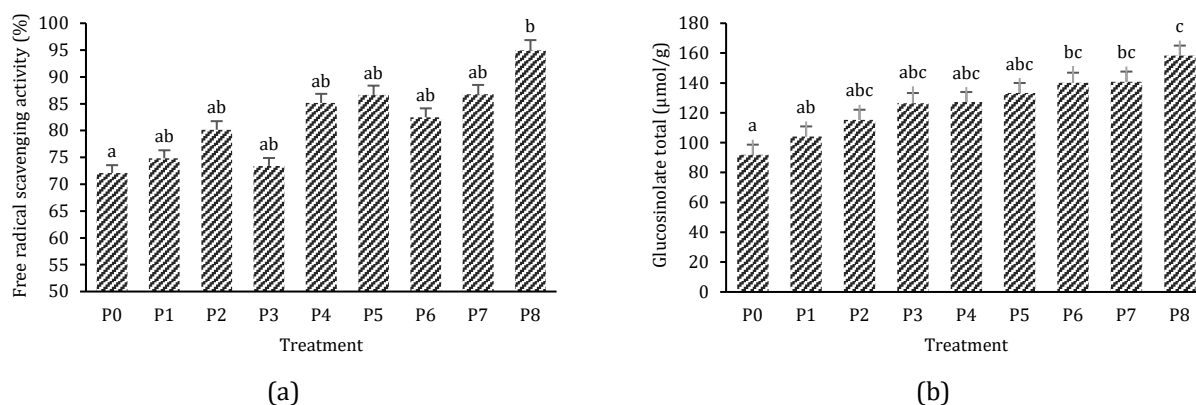 Free radical scavenging activity (%)
100
95
90
85
80
75
70
65
60
55
50
a
ab
ab
ab
ab
ab
ab
ab
b
P0 P1 P2 P3 P4 P5 P6 P7 P8
Treatment
(a)
Glucosinolate total (µmol/g)
180
160
140
120
100
80
60
40
20
0
a
ab
abc
abc
abc
abc
bc
bc
c
P0 P1 P2 P3 P4 P5 P6 P7 P8
Treatment
(b)